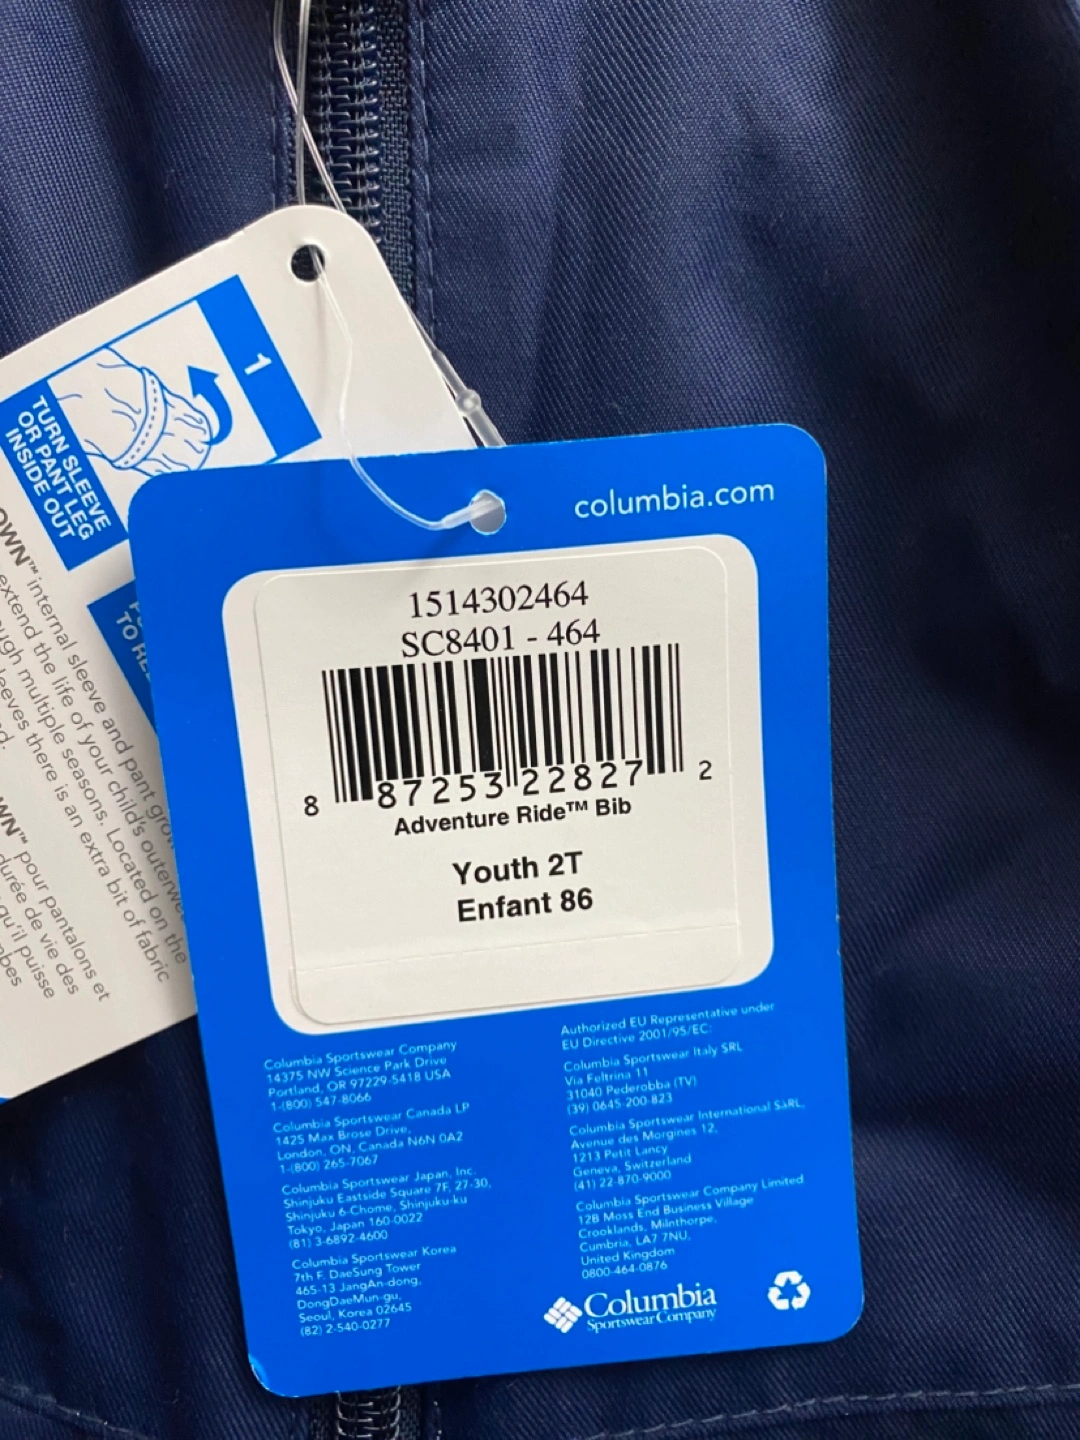 1
TURN SLEEVE
OR PANT LEG
INSIDE OUT
TO
OWN™ internal sleeve and pant
extend the life of your child's
multiple seasons. Located on the
there is an extra bit of fabric
pour pantalons et
durée de vie des
qu'il puisse
columbia.com
1514302464
SC8401 - 464
8 87253 22827 2
Adventure Ride™ Bib
Youth 2T
Enfant 86
Columbia Sportswear Company
14375 NW Science Park Drive
Portland, OR 97229-5418 USA
1-(800) 547-8066
Columbia Sportswear Canada LP
1425 Max Brose Drive,
London, ON, Canada N6N 0A2
1-(800) 265-7067
Columbia Sportswear Japan, Inc.
Shinjuku Eastside Square 7F, 27-30,
Shinjuku 6-Chome, Shinjuku-ku
Tokyo, Japan 160-0022
(81) 3-6892-4600
Columbia Sportswear Korea
7th F. DaeSung Tower
465-13 JangAn-dong,
DongDaeMun-gu,
Seoul, Korea 02645
(82) 2-540-0277
Authorized EU Representative under
EU Directive 2001/95/EC:
Columbia Sportswear Italy SRL
Via Feltrina 11
31040 Pederobba (TV)
(39) 0645-200-823
Columbia Sportswear International SàRL,
Avenue des Morgines 12,
1213 Petit Lancy
Geneva, Switzerland
(41) 22-870-9000
Columbia Sportswear Company Limited
12B Moss End Business Village
Crooklands, Milnthorpe,
Cumbria, LA7 7NU,
United Kingdom
0800-464-0876
Columbia
Sportswear Company